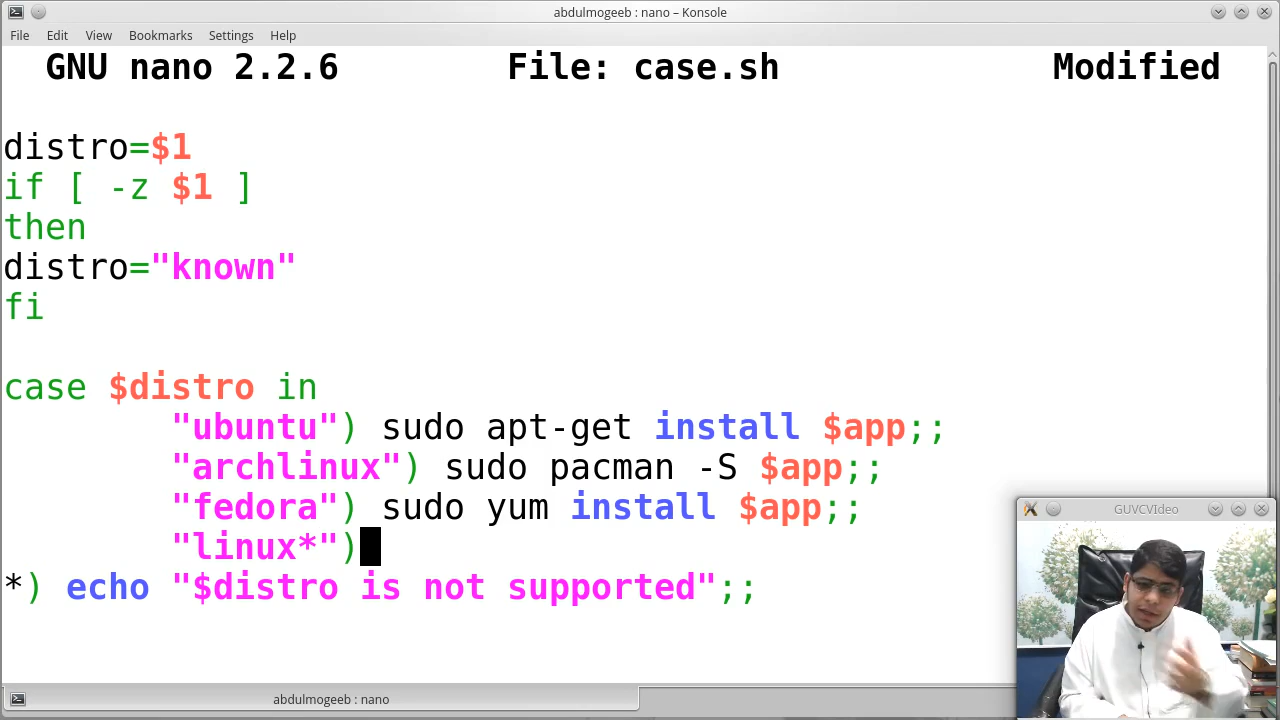 abdulmogeeb : nano – Konsole
File Edit View Bookmarks Settings Help
GNU nano 2.2.6 File: case.sh Modified
distro=$1
if [ -z $1 ]
then
distro="known"
fi
case $distro in
"ubuntu") sudo apt-get install $app;;
"archlinux") sudo pacman -S $app;;
"fedora") sudo yum install $app;;
"linux*")
*) echo "$distro is not supported";;
GUVCVIdeo
abdulmogeeb : nano